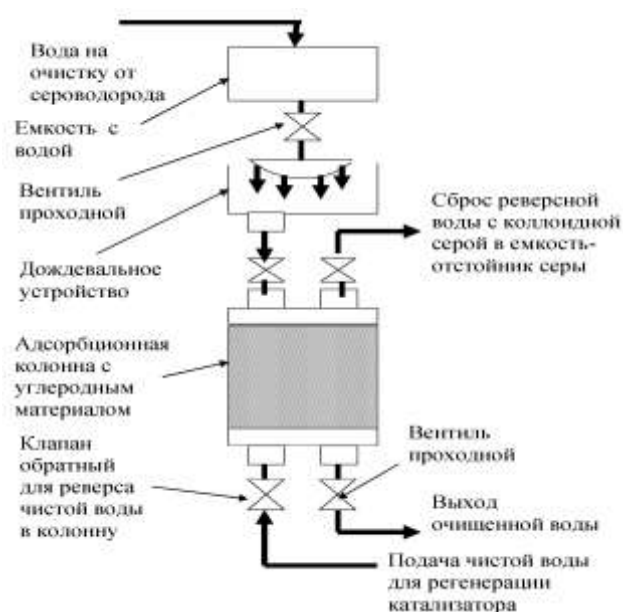 Вода на
очистку от
сероводорода
Емкость с
водой
Вентиль
проходной
Дождевальное
устройство
Адсорбционная
колонна с
углеродным
материалом
Клапан
обратный
для реверса
чистой воды
в колонну
Сброс реверсной
воды с коллоидной
серой в емкость-
отстойник серы
Вентиль
проходной
Выход
очищенной воды
Подача чистой воды
для регенерации
катализатора